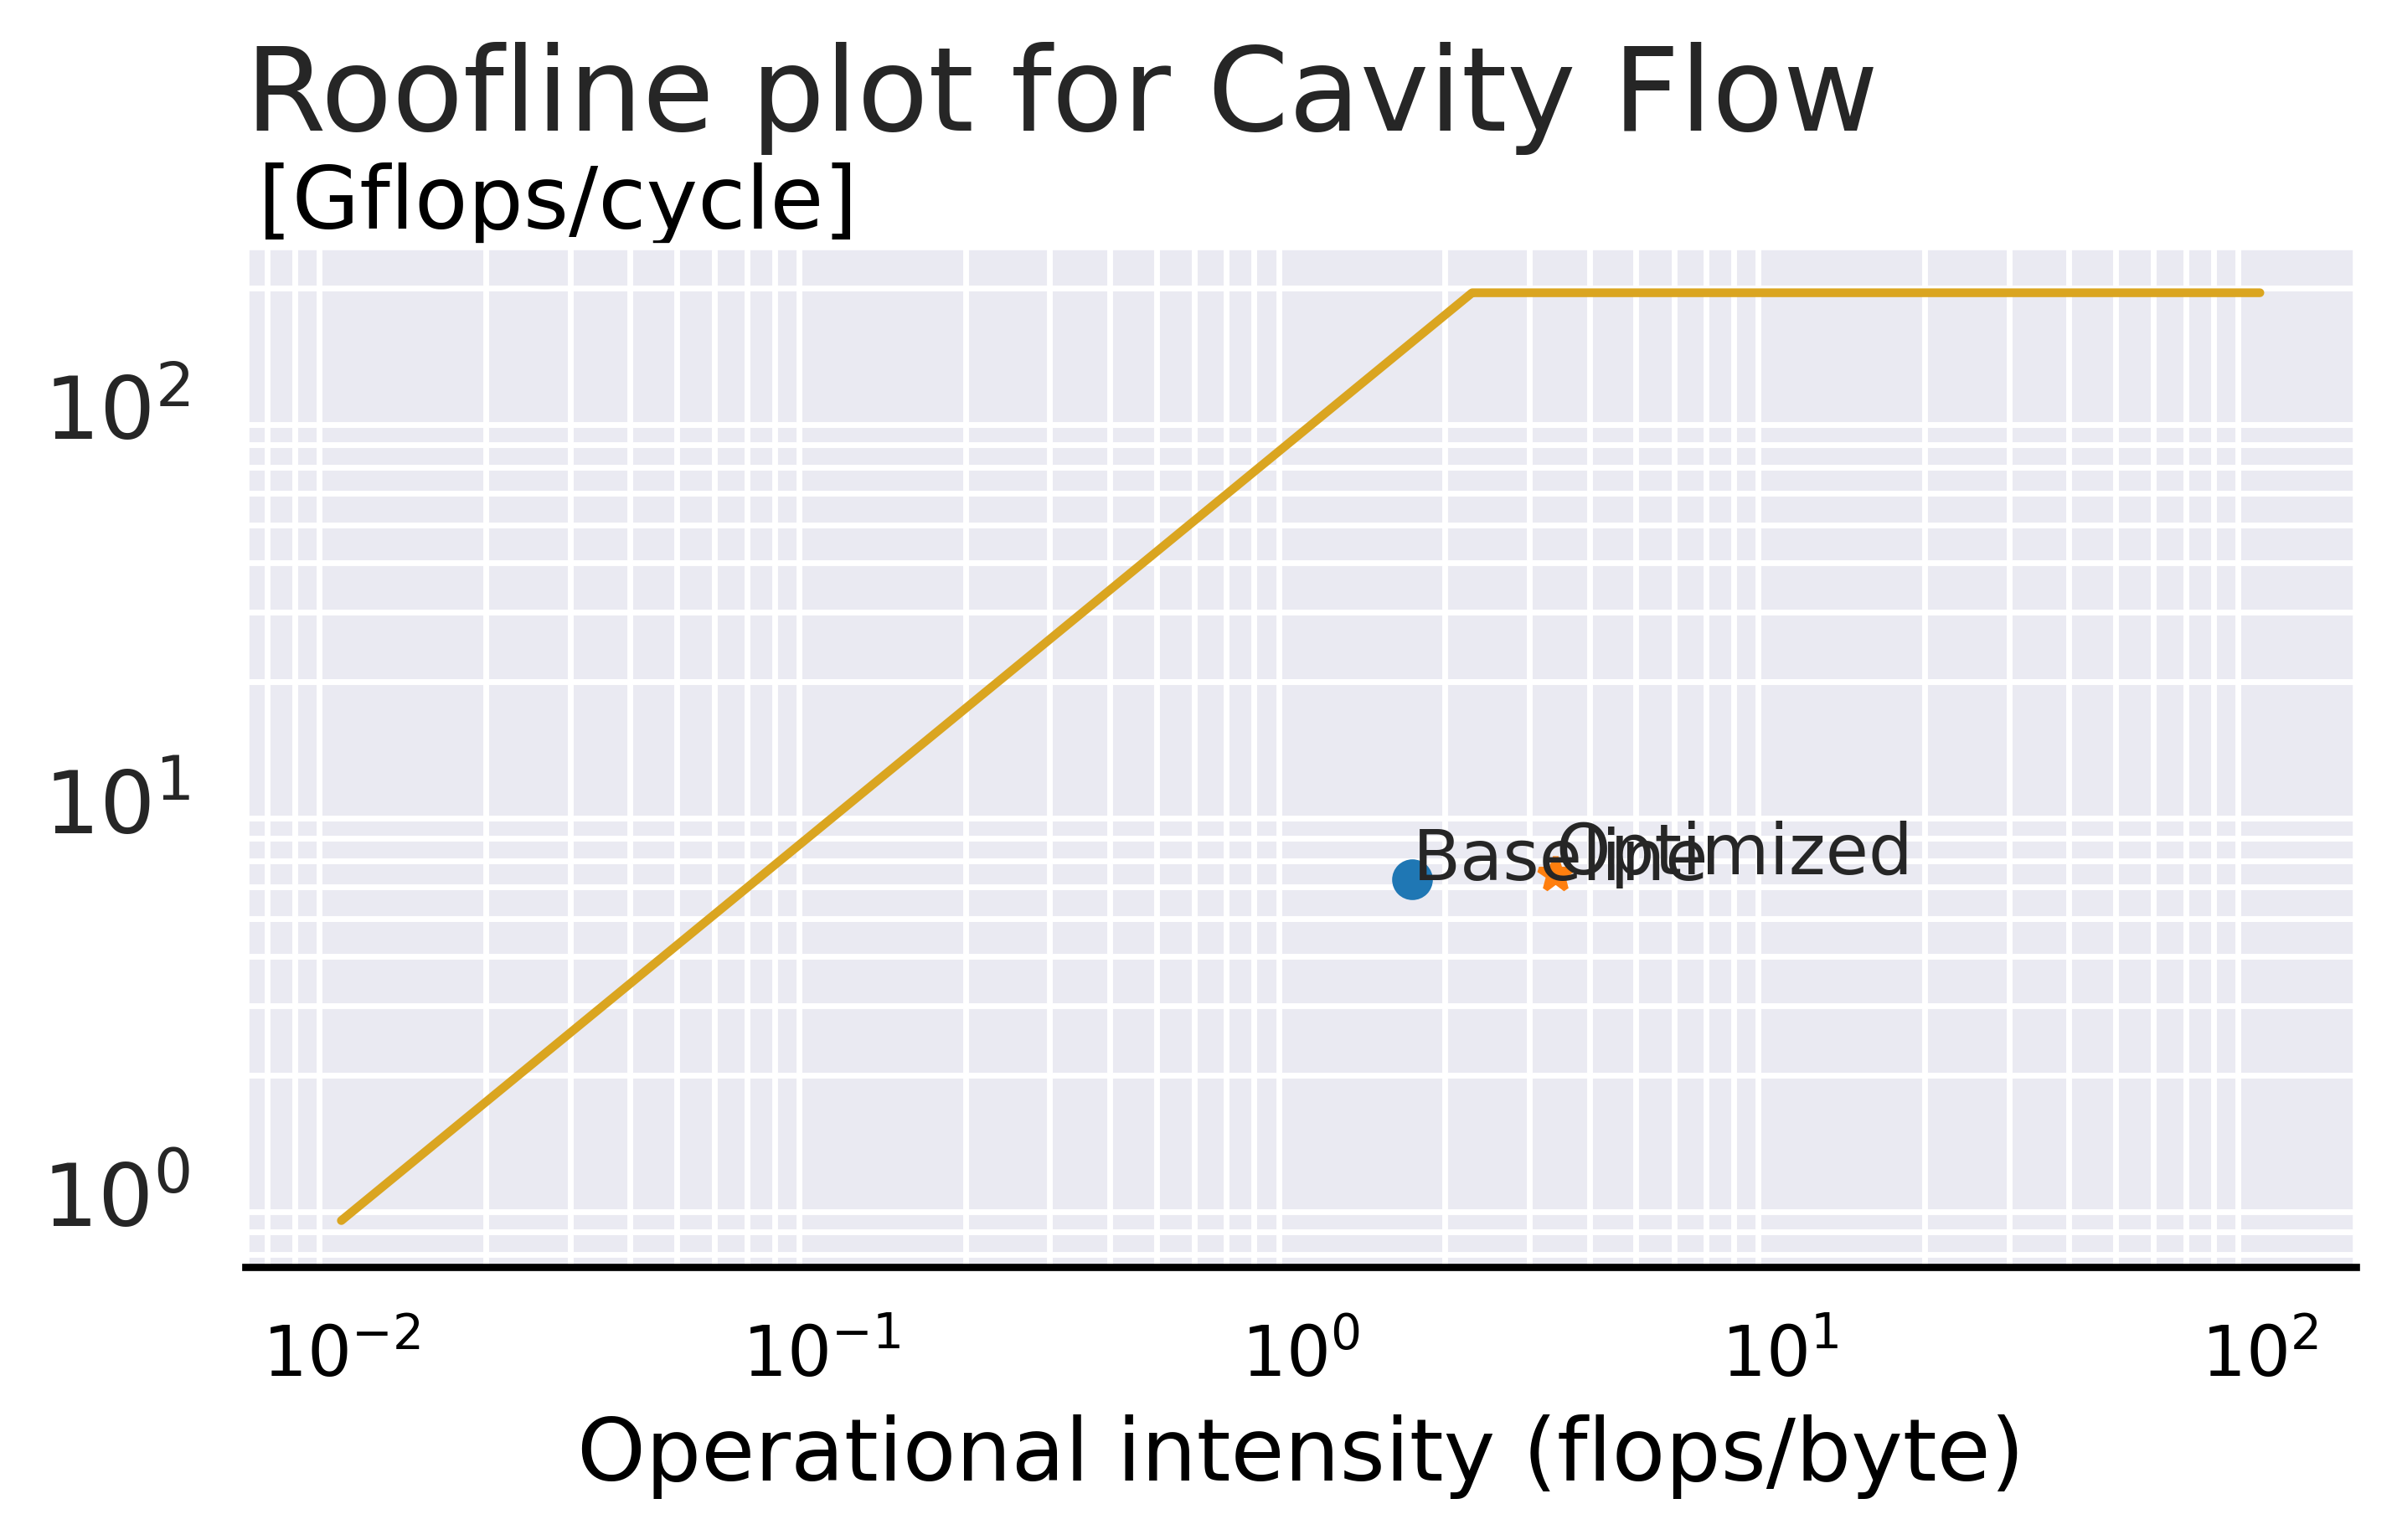 Roofline plot for Cavity Flow
[Gflops/cycle]
10²
10¹
Baseline
Optimized
10⁰
10⁻² 10⁻¹ 10⁰ 10¹ 10²
Operational intensity (flops/byte)